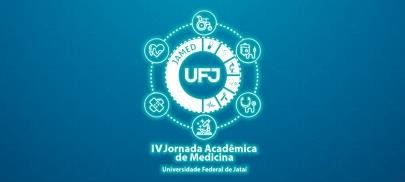 JAMED
UFJ
IV Jornada Acadêmica
de Medicina
Universidade Federal de Jataí